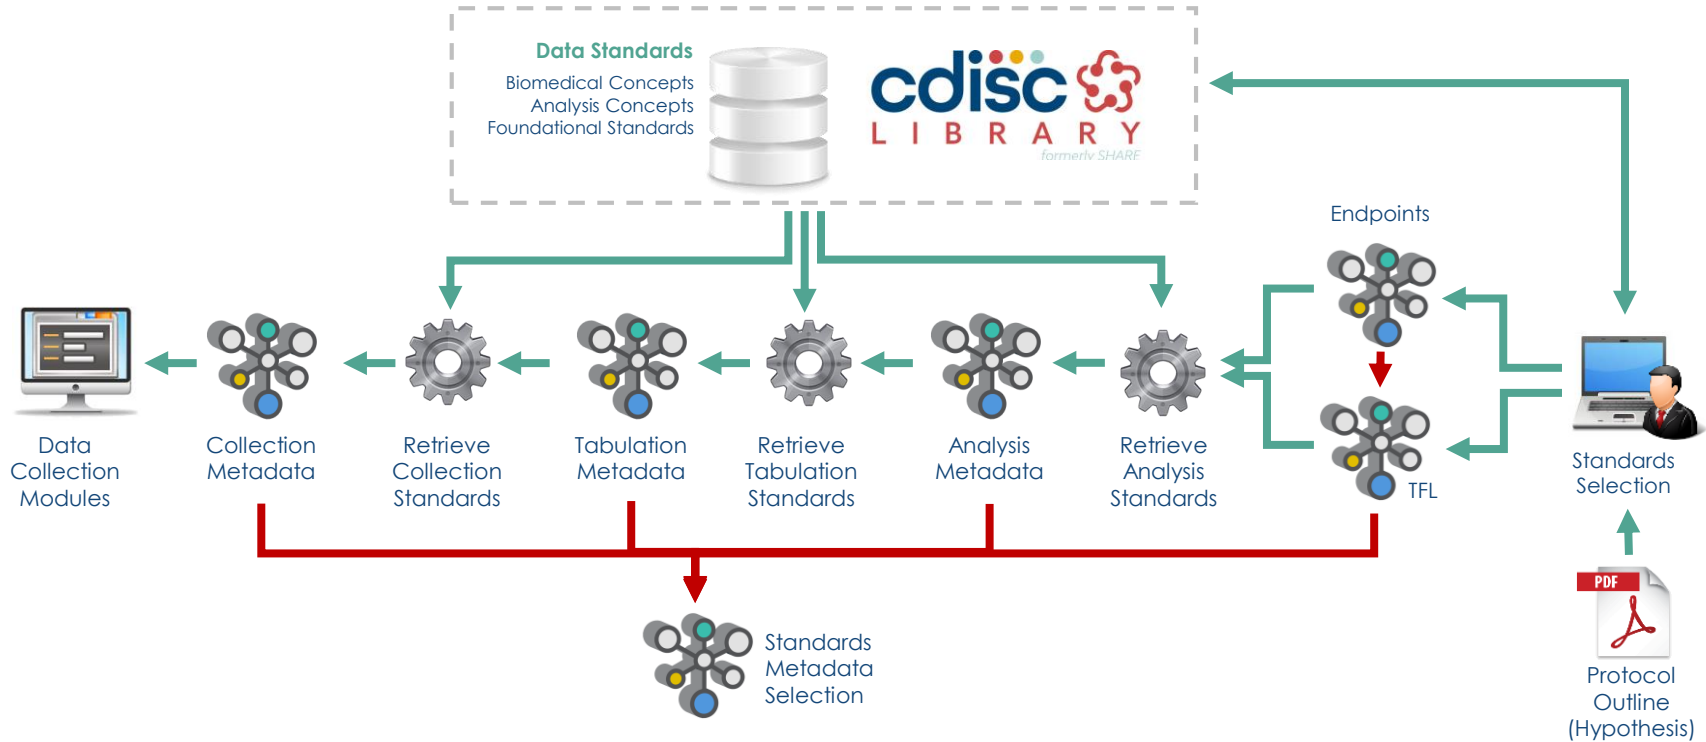 Data Standards
Biomedical Concepts
Analysis Concepts
Foundational Standards
cdisc
LIBRARY
formerly SHARE
Endpoints
Data
Collection
Modules
Collection
Metadata
Retrieve
Collection
Standards
Tabulation
Metadata
Retrieve
Tabulation
Standards
Analysis
Metadata
Retrieve
Analysis
Standards
TFL
Standards
Selection
Standards
Metadata
Selection
PDF
Protocol
Outline
(Hypothesis)